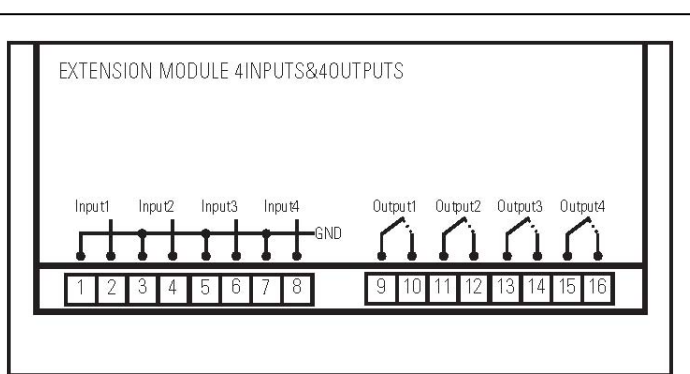 EXTENSION MODULE 4INPUTS&4OUTPUTS
Input1 Input2 Input3 Input4 Output1 Output2 Output3 Output4
GND
1 2 3 4 5 6 7 8 9 10 11 12 13 14 15 16